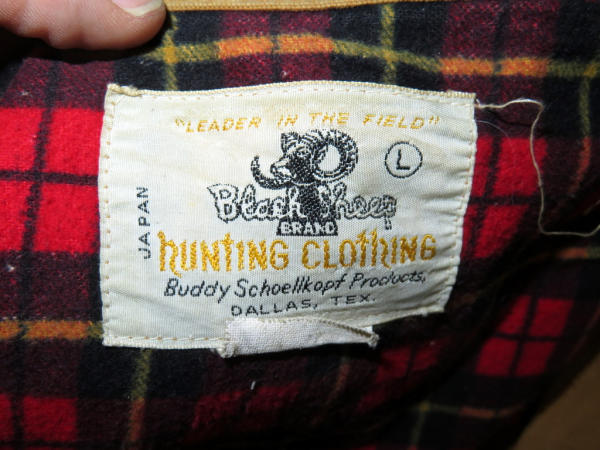 "LEADER IN THE FIELD"
L
JAPAN
Black Sheep
BRAND
HUNTING CLOTHING
Buddy Schoellkopf Products,
DALLAS, TEX.